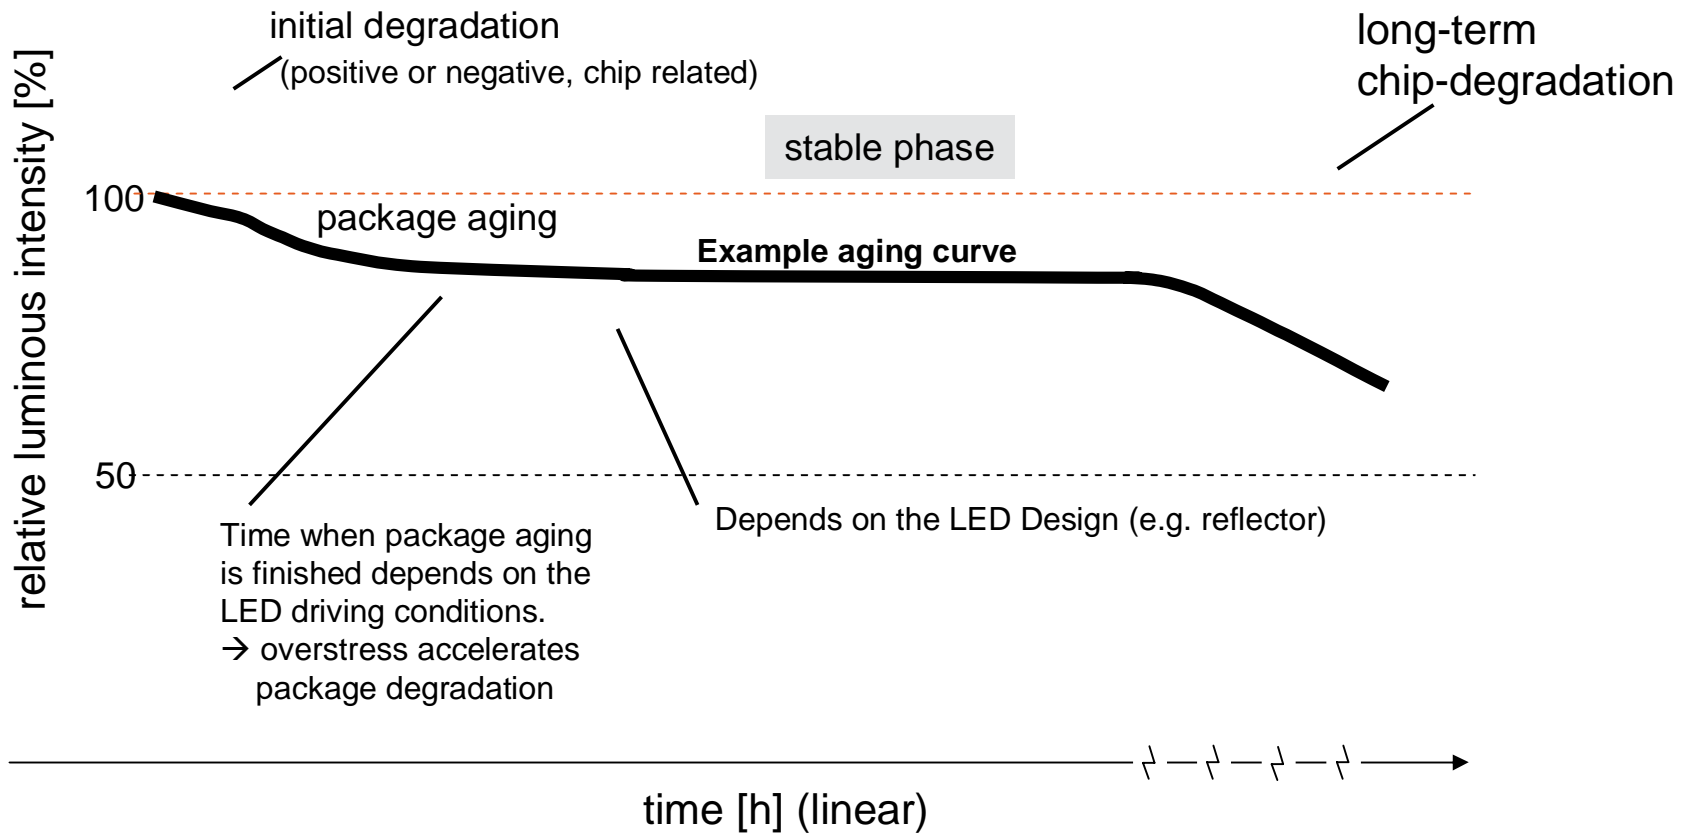 initial degradation
(positive or negative, chip related)
long-term
chip-degradation
relative luminous intensity [%]
stable phase
100
package aging
Example aging curve
50
Depends on the LED Design (e.g. reflector)
Time when package aging
is finished depends on the
LED driving conditions.
→ overstress accelerates
package degradation
time [h] (linear)